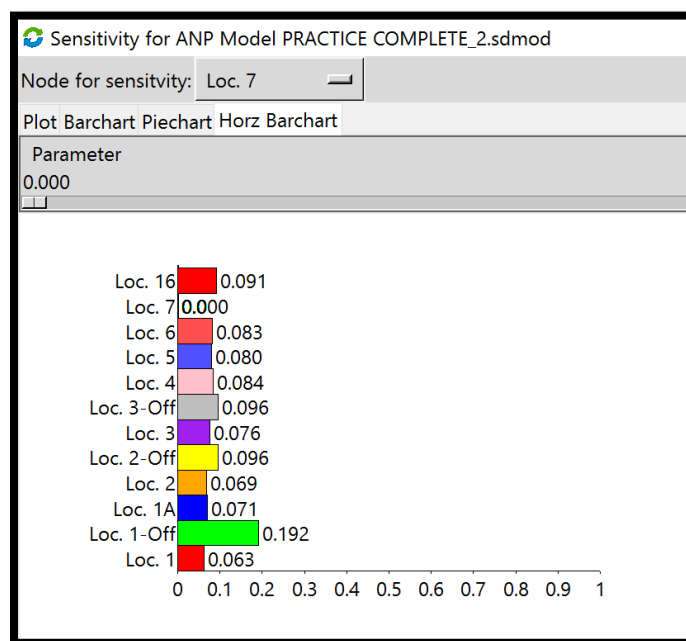 Sensitivity for ANP Model PRACTICE COMPLETE_2.sdmod
Node for sensitvity: Loc. 7
Plot Barchart Piechart Horz Barchart
Parameter
0.000
Loc. 16 0.091
Loc. 7 0.000
Loc. 6 0.083
Loc. 5 0.080
Loc. 4 0.084
Loc. 3-Off 0.096
Loc. 3 0.076
Loc. 2-Off 0.096
Loc. 2 0.069
Loc. 1A 0.071
Loc. 1-Off 0.192
Loc. 1 0.063
0 0.1 0.2 0.3 0.4 0.5 0.6 0.7 0.8 0.9 1